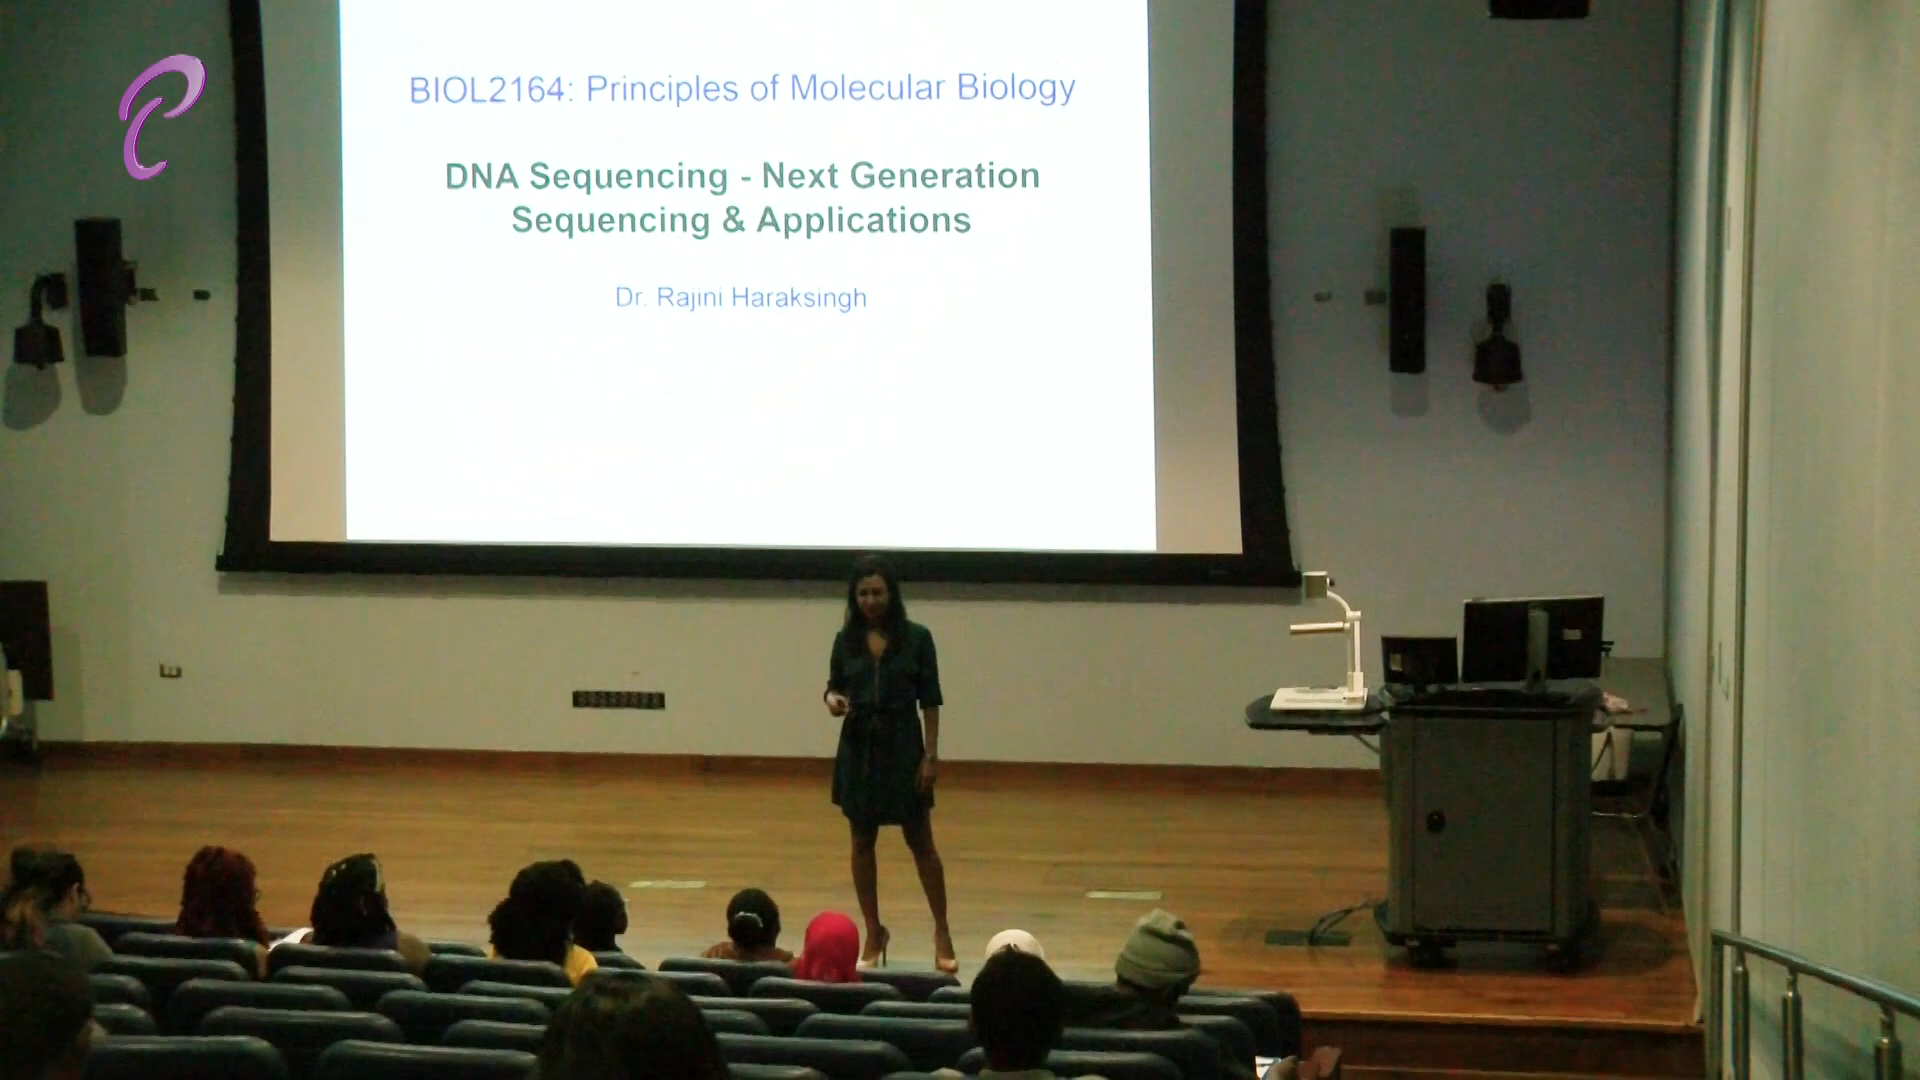 BIOL2164: Principles of Molecular Biology
DNA Sequencing - Next Generation
Sequencing & Applications
Dr. Rajini Haraksingh